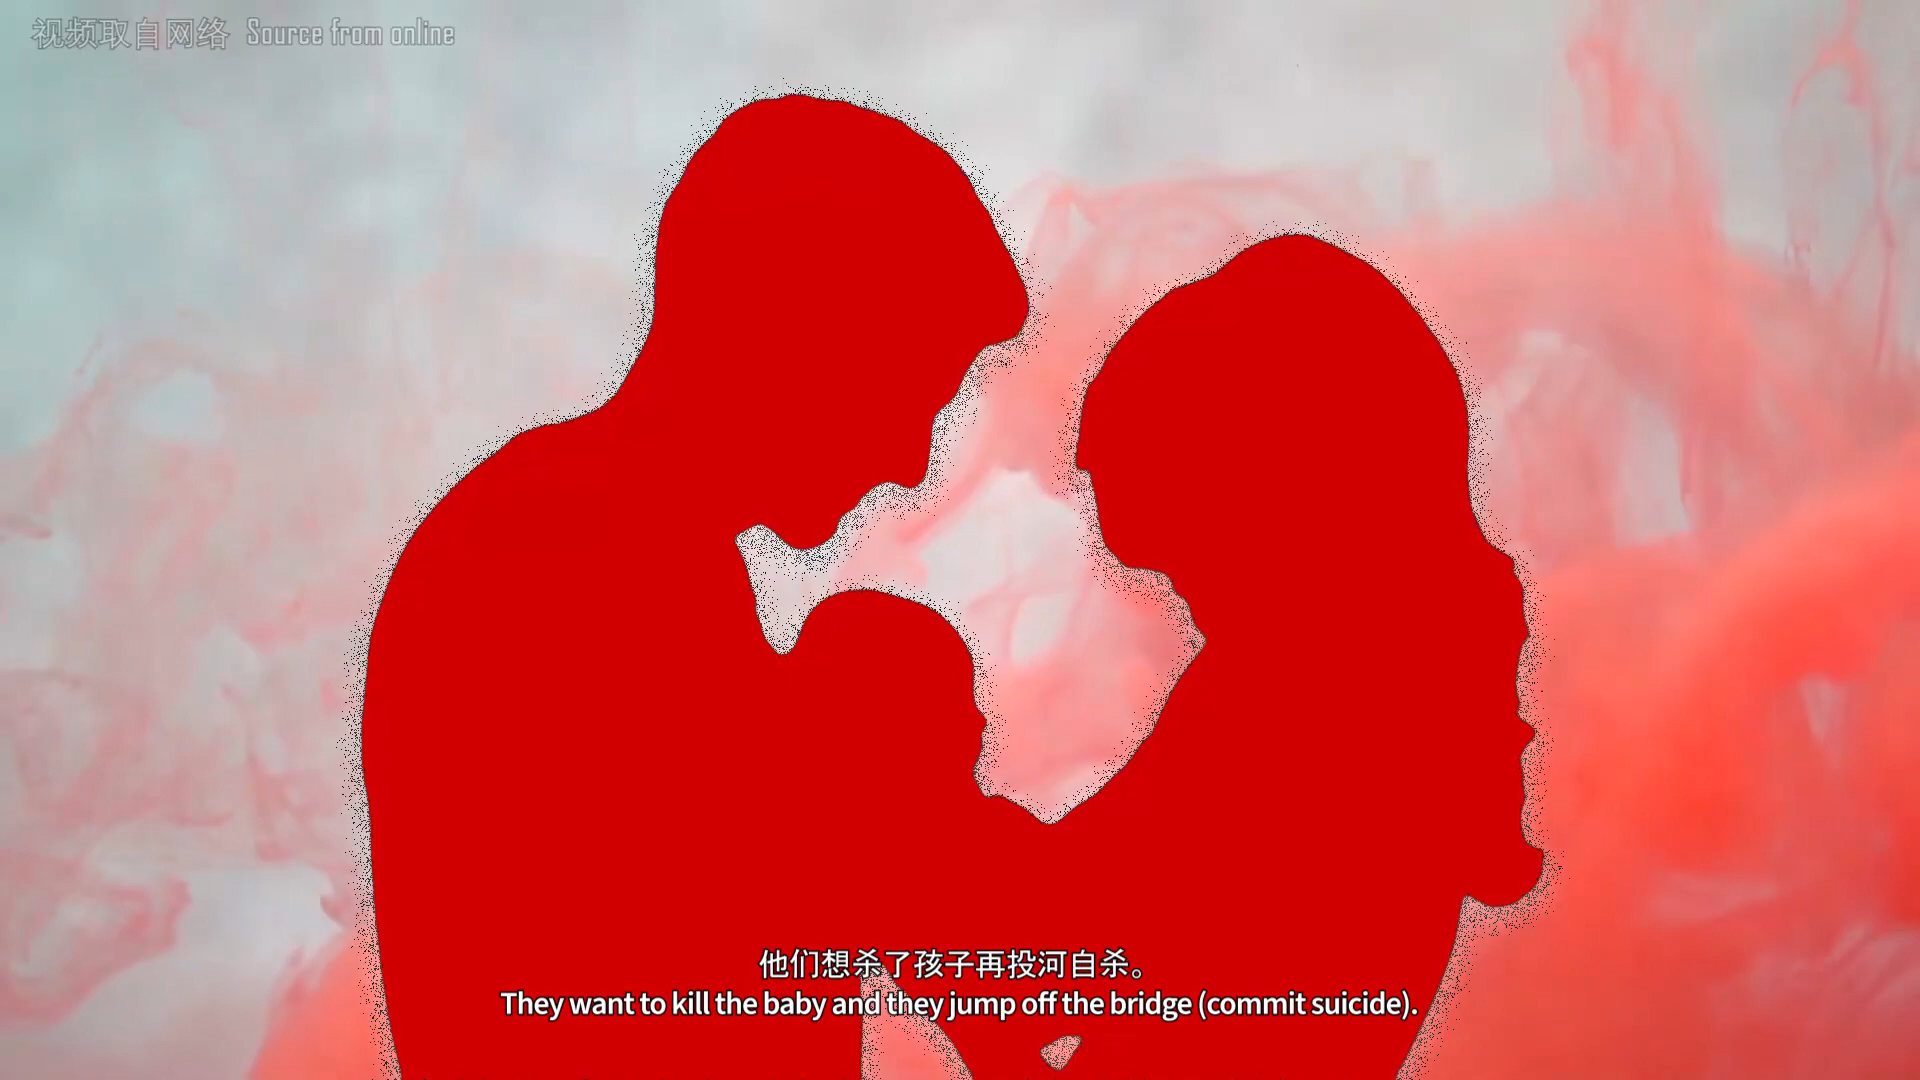 视频取自网络 Source from online
他们想杀了孩子再投河自杀。
They want to kill the baby and they jump off the bridge (commit suicide).